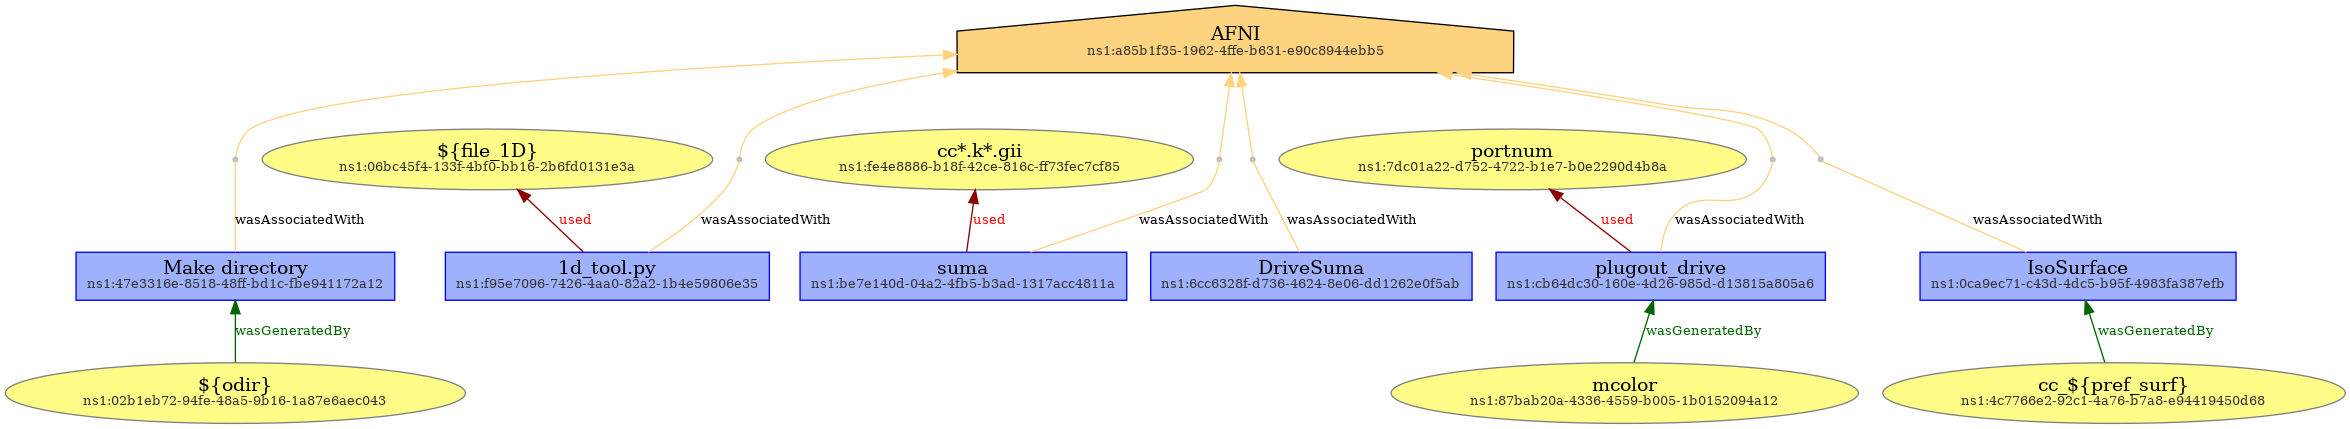 AFNI
ns1:a85b1f35-1962-4ffe-b631-e90c8944ebb5
${file_1D}
ns1:06bc45f4-133f-4bf0-bb16-2b6fd0131e3a
cc*.k*.gii
ns1:fe4e8886-b18f-42ce-816c-ff73fec7cf85
portnum
ns1:7dc01a22-d752-4722-b1e7-b0e2290d4b8a
wasAssociatedWith
used
wasAssociatedWith
used
wasAssociatedWith
wasAssociatedWith
used
wasAssociatedWith
wasAssociatedWith
Make directory
ns1:47e3316e-8518-48ff-bd1c-fbe941172a12
1d_tool.py
ns1:f95e7096-7426-4aa0-82a2-1b4e59806e35
suma
ns1:be7e140d-04a2-4fb5-b3ad-1317acc4811a
DriveSuma
ns1:6cc6328f-d736-4624-8e06-dd1262e0f5ab
plugout_drive
ns1:cb64dc30-160e-4d26-985d-d13815a805a6
IsoSurface
ns1:0ca9ec71-c43d-4dc5-b95f-4983fa387efb
wasGeneratedBy
wasGeneratedBy
wasGeneratedBy
${odir}
ns1:02b1eb72-94fe-48a5-9b16-1a87e6aec043
mcolor
ns1:87bab20a-4336-4559-b005-1b0152094a12
cc_${pref_surf}
ns1:4c7766e2-92c1-4a76-b7a8-e94419450d68